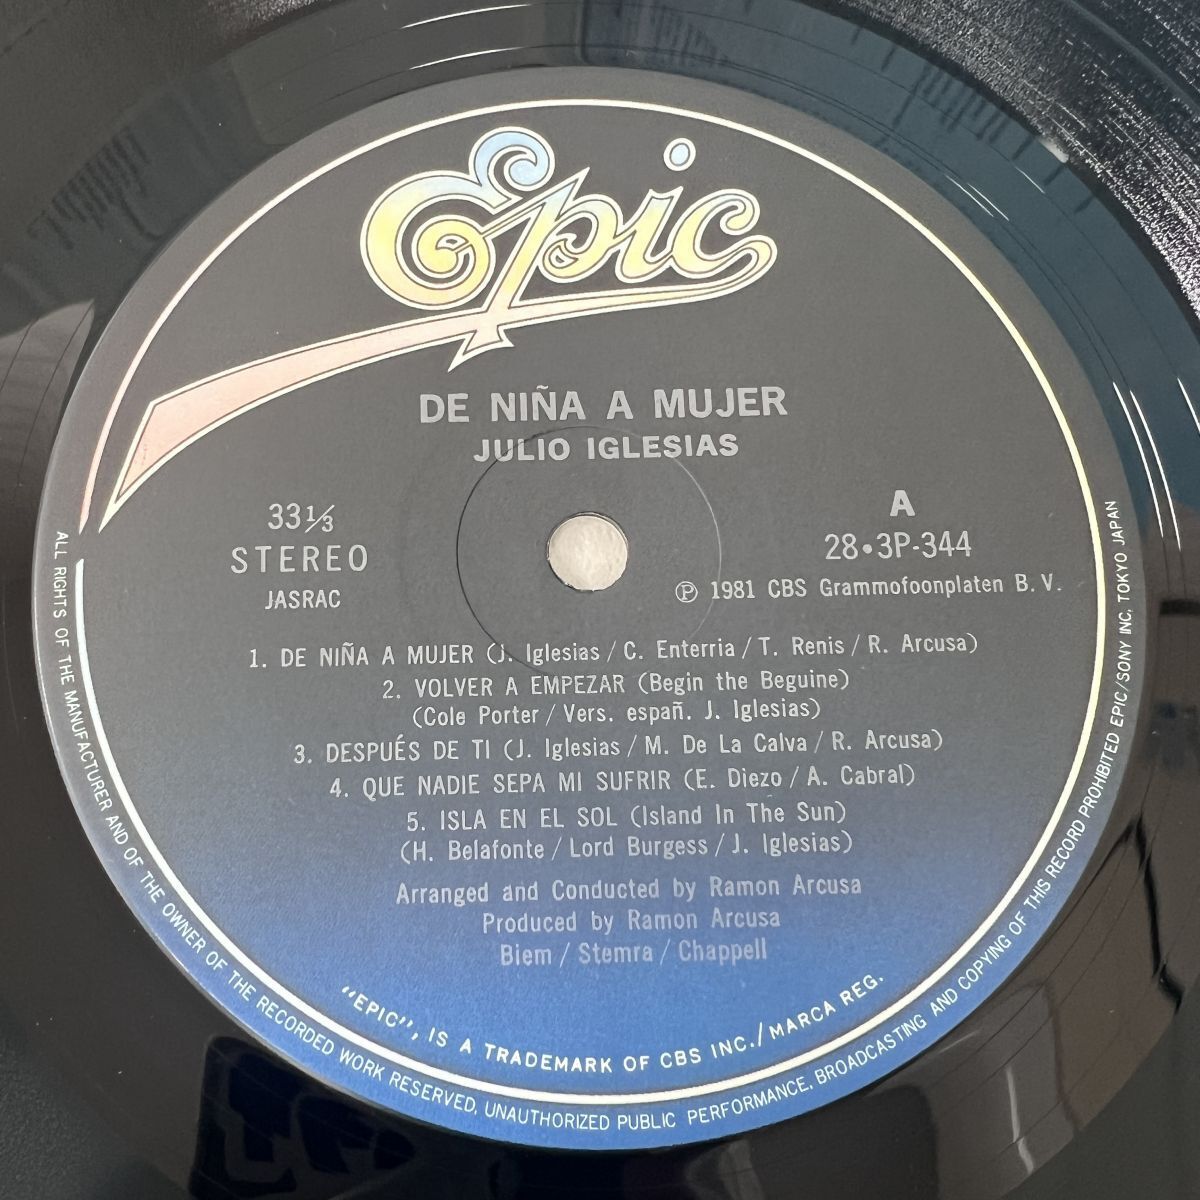 Epic
DE NIÑA A MUJER
JULIO IGLESIAS
33⅓
STEREO
JASRAC
A
28•3P-344
Ⓟ 1981 CBS Grammofoonplaten B. V.
1. DE NIÑA A MUJER (J. Iglesias / C. Enterria / T. Renis / R. Arcusa)
2. VOLVER A EMPEZAR (Begin the Beguine)
(Cole Porter / Vers. españ. J. Iglesias)
3. DESPUÉS DE TI (J. Iglesias / M. De La Calva / R. Arcusa)
4. QUE NADIE SEPA MI SUFRIR (E. Diezo / A. Cabral)
5. ISLA EN EL SOL (Island In The Sun)
(H. Belafonte / Lord Burgess / J. Iglesias)
Arranged and Conducted by Ramon Arcusa
Produced by Ramon Arcusa
Biem / Stemra / Chappell
"EPIC", IS A TRADEMARK OF CBS INC./MARCA REG.
ALL RIGHTS OF THE MANUFACTURER AND OF THE OWNER OF THE RECORDED WORK RESERVED. UNAUTHORIZED PUBLIC PERFORMANCE, BROADCASTING AND COPYING OF THIS RECORD PROHIBITED EPIC/SONY INC. TOKYO JAPAN